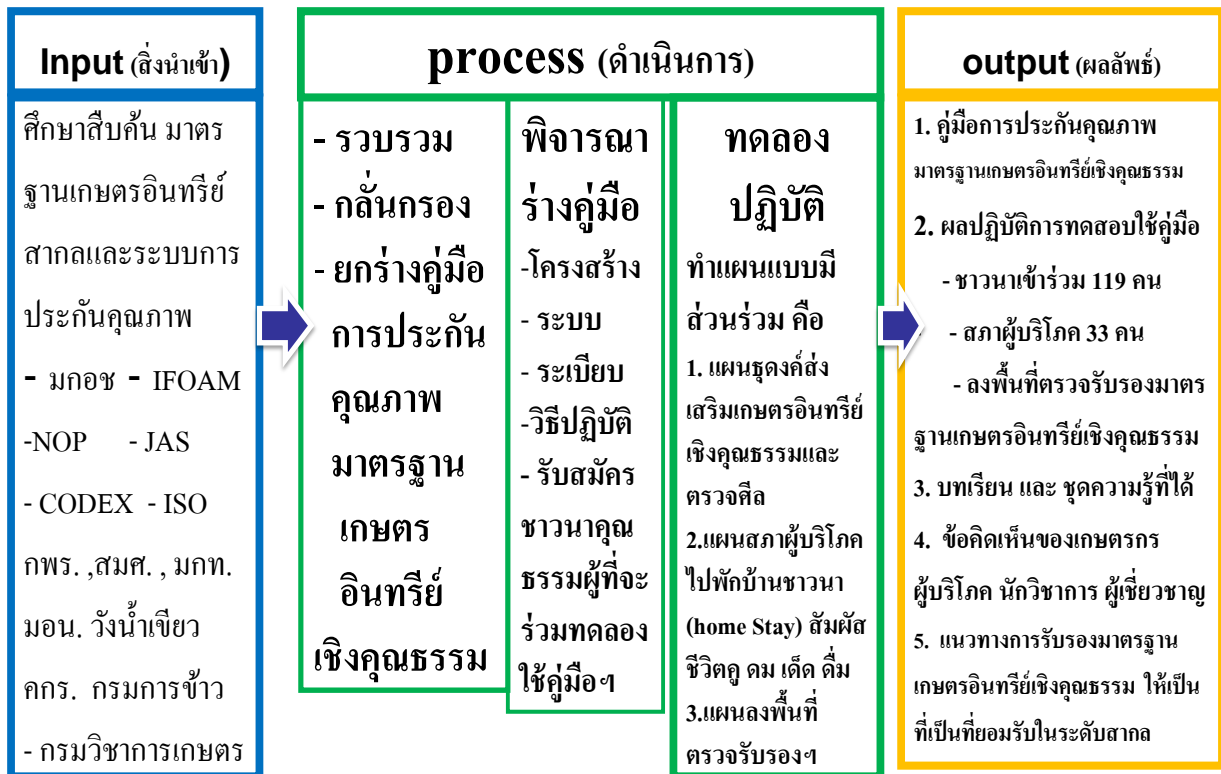 Input (สิ่งนำเข้า)
ศึกษาสืบค้น มาตร
ฐานเกษตรอินทรีย์
สากลและระบบการ
ประกันคุณภาพ
- มกอช - IFOAM
-NOP - JAS
- CODEX - ISO
กพร. ,สมศ. , มกท.
มอน. วังน้ำเขียว
คกร. กรมการข้าว
- กรมวิชาการเกษตร
process (ดำเนินการ)
- รวบรวม
- กลั่นกรอง
- ยกร่างคู่มือ
การประกัน
คุณภาพ
มาตรฐาน
เกษตร
อินทรีย์
เชิงคุณธรรม
พิจารณา
ร่างคู่มือ
-โครงสร้าง
- ระบบ
- ระเบียบ
-วิธีปฏิบัติ
- รับสมัคร
ชาวนาคุณ
ธรรมผู้ที่จะ
ร่วมทดลอง
ใช้คู่มือฯ
ทดลอง
ปฏิบัติ
ทำแผนแบบมี
ส่วนร่วม คือ
1. แผนธุดงค์ส่ง
เสริมเกษตรอินทรีย์
เชิงคุณธรรมและ
ตรวจศีล
2.แผนสภาผู้บริโภค
ไปพักบ้านชาวนา
(home Stay) สัมผัส
ชีวิตคู ดม เด็ด ดื่ม
3.แผนลงพื้นที่
ตรวจรับรองฯ
output (ผลลัพธ์)
1. คู่มือการประกันคุณภาพ
มาตรฐานเกษตรอินทรีย์เชิงคุณธรรม
2. ผลปฏิบัติการทดสอบใช้คู่มือ
- ชาวนาเข้าร่วม 119 คน
- สภาผู้บริโภค 33 คน
- ลงพื้นที่ตรวจรับรองมาตร
ฐานเกษตรอินทรีย์เชิงคุณธรรม
3. บทเรียน และ ชุดความรู้ที่ได้
4. ข้อคิดเห็นของเกษตรกร
ผู้บริโภค นักวิชาการ ผู้เชี่ยวชาญ
5. แนวทางการรับรองมาตรฐาน
เกษตรอินทรีย์เชิงคุณธรรม ให้เป็น
ที่เป็นที่ยอมรับในระดับสากล